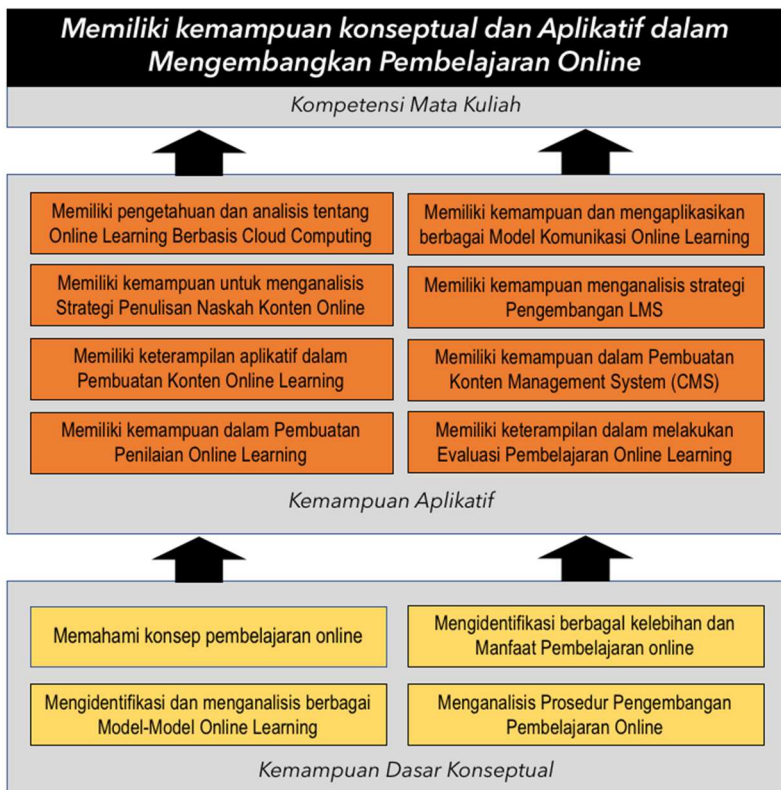 Memiliki kemampuan konseptual dan Aplikatif dalam
Mengembangkan Pembelajaran Online
Kompetensi Mata Kuliah
Memiliki pengetahuan dan analisis tentang
Online Learning Berbasis Cloud Computing
Memiliki kemampuan dan mengaplikasikan
berbagai Model Komunikasi Online Learning
Memiliki kemampuan untuk menganalisis
Strategi Penulisan Naskah Konten Online
Memiliki kemampuan menganalisis strategi
Pengembangan LMS
Memiliki keterampilan aplikatif dalam
Pembuatan Konten Online Learning
Memiliki kemampuan dalam Pembuatan
Konten Management System (CMS)
Memiliki kemampuan dalam Pembuatan
Penilaian Online Learning
Memiliki keterampilan dalam melakukan
Evaluasi Pembelajaran Online Learning
Kemampuan Aplikatif
Memahami konsep pembelajaran online
Mengidentifikasi berbagal kelebihan dan
Manfaat Pembelajaran online
Mengidentifikasi dan menganalisis berbagai
Model-Model Online Learning
Menganalisis Prosedur Pengembangan
Pembelajaran Online
Kemampuan Dasar Konseptual